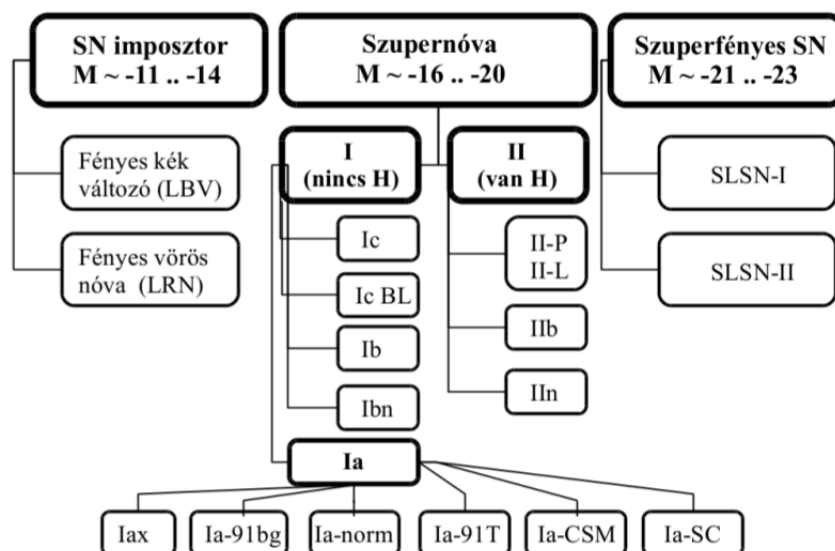 SN imposztor
M ~ -11 .. -14
Szupernóva
M ~ -16 .. -20
Szuperfényes SN
M ~ -21 .. -23
Fényes kék
változó (LBV)
Fényes vörös
nóva (LRN)
I
(nincs H)
II
(van H)
Ic
Ic BL
Ib
Ibn
II-P
II-L
IIb
IIn
SLSN-I
SLSN-II
Ia
Iax
Ia-91bg
Ia-norm
Ia-91T
Ia-CSM
Ia-SC